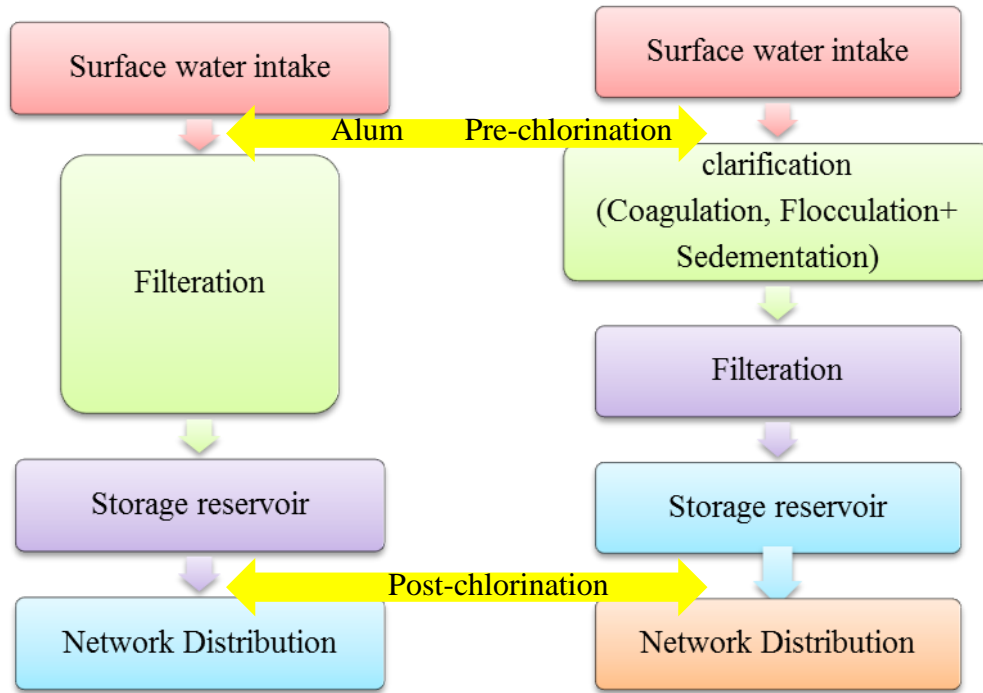 Surface water intake
Alum Pre-chlorination
Filteration
Storage reservoir
Post-chlorination
Network Distribution
Surface water intake
clarification
(Coagulation, Flocculation+
Sedementation)
Filteration
Storage reservoir
Network Distribution